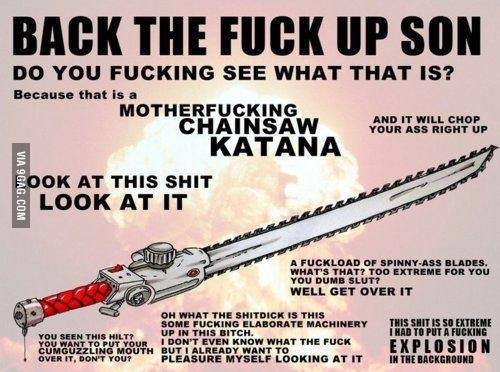 BACK THE FUCK UP SON
DO YOU FUCKING SEE WHAT THAT IS?
Because that is a
MOTHERFUCKING
CHAINSAW
KATANA
AND IT WILL CHOP
YOUR ASS RIGHT UP
LOOK AT THIS SHIT
LOOK AT IT
VIA 9GAG.COM
A FUCKLOAD OF SPINNY-ASS BLADES.
WHAT'S THAT? TOO EXTREME FOR YOU
YOU DUMB SLUT?
WELL GET OVER IT
OH WHAT THE SHITDICK IS THIS
SOME FUCKING ELABORATE MACHINERY
UP IN THIS BITCH.
I DON'T EVEN KNOW WHAT THE FUCK
BUT I ALREADY WANT TO
PLEASURE MYSELF LOOKING AT IT
YOU SEEN THIS HILT?
YOU WANT TO PUT YOUR
CUMGUZZLING MOUTH
OVER IT, DON'T YOU?
THIS SHIT IS SO EXTREME
I HAD TO PUT A FUCKING
EXPLOSION
IN THE BACKGROUND